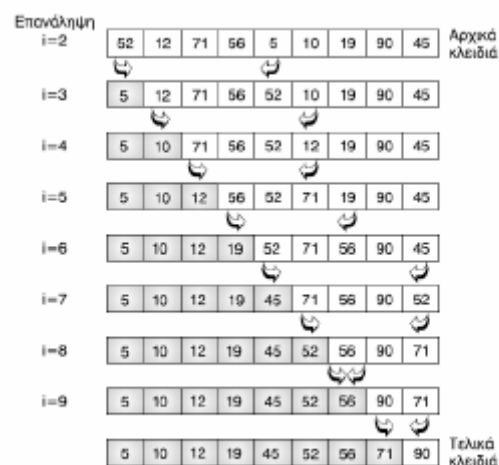 Επανάληψη
i=2 52 12 71 56 5 10 19 90 45 Αρχικά κλειδιά
i=3 5 12 71 56 52 10 19 90 45
i=4 5 10 71 56 52 12 19 90 45
i=5 5 10 12 56 52 71 19 90 45
i=6 5 10 12 19 52 71 56 90 45
i=7 5 10 12 19 45 71 56 90 52
i=8 5 10 12 19 45 52 56 90 71
i=9 5 10 12 19 45 52 56 90 71
5 10 12 19 45 52 56 71 90 Τελικά κλειδιά